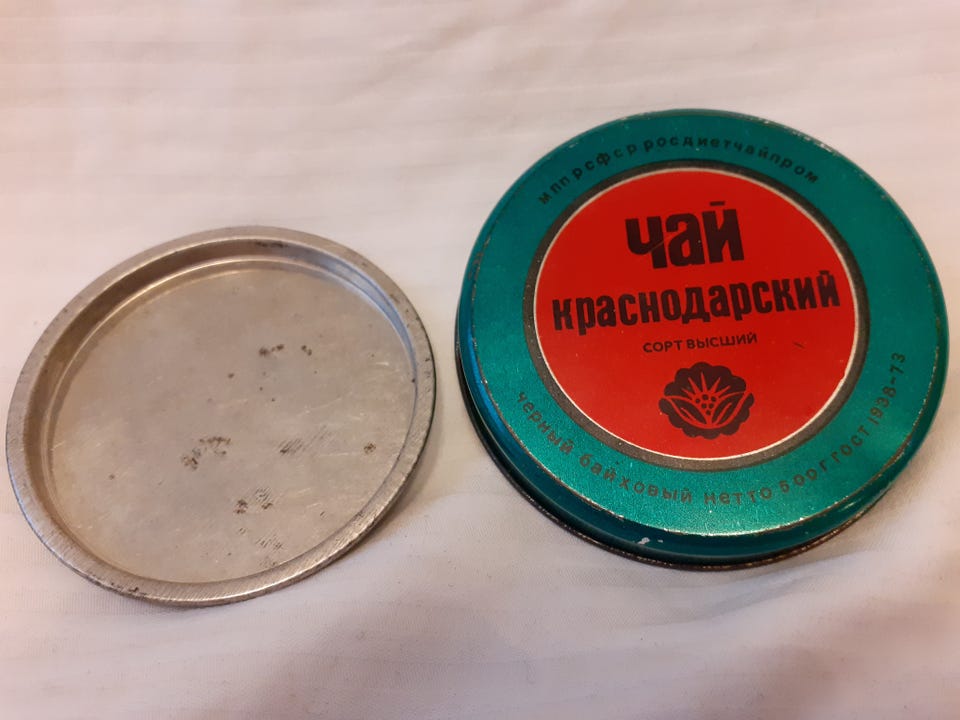 мпп рсфср росдиетчайпром
чай
краснодарский
СОРТ ВЫСШИЙ
черный байховый нетто 50г гост 1938-73